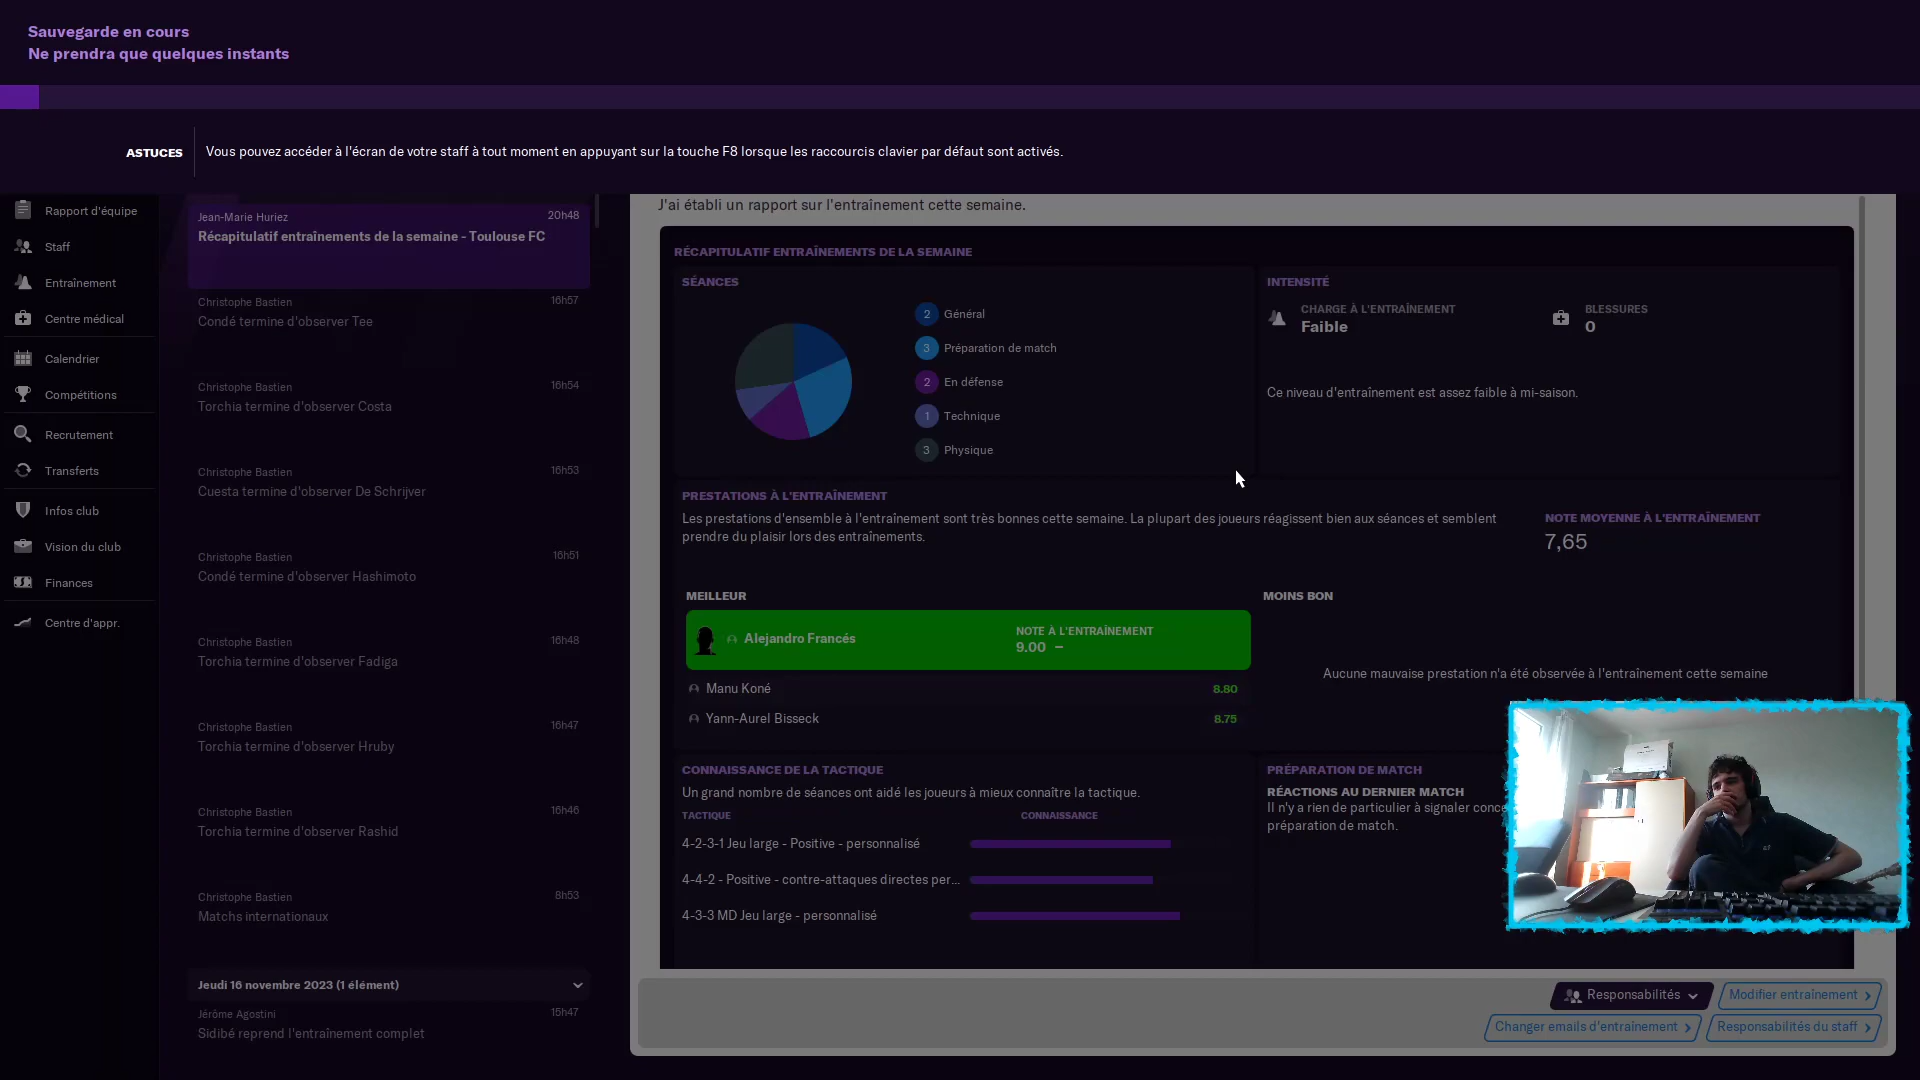 Sauvegarde en cours
Ne prendra que quelques instants
ASTUCES
Vous pouvez accéder à l'écran de votre staff à tout moment en appuyant sur la touche F8 lorsque les raccourcis clavier par défaut sont activés.
Rapport d'équipe
Staff
Entraînement
Centre médical
Calendrier
Compétitions
Recrutement
Transferts
Infos club
Vision du club
Finances
Centre d'appr.
Jean-Marie Huriez
20h48
Récapitulatif entraînements de la semaine - Toulouse FC
Christophe Bastien
16h57
Condé termine d'observer Tee
Christophe Bastien
16h54
Torchia termine d'observer Costa
Christophe Bastien
16h53
Cuesta termine d'observer De Schrijver
Christophe Bastien
16h51
Condé termine d'observer Hashimoto
Christophe Bastien
16h48
Torchia termine d'observer Fadiga
Christophe Bastien
16h47
Torchia termine d'observer Hruby
Christophe Bastien
16h46
Torchia termine d'observer Rashid
Christophe Bastien
8h53
Matchs internationaux
Jeudi 16 novembre 2023 (1 élément)
Jérôme Agostini
15h47
Sidibé reprend l'entraînement complet
J'ai établi un rapport sur l'entraînement cette semaine.
RÉCAPITULATIF ENTRAÎNEMENTS DE LA SEMAINE
SÉANCES
2 Général
3 Préparation de match
2 En défense
1 Technique
3 Physique
INTENSITÉ
CHARGE À L'ENTRAÎNEMENT
Faible
BLESSURES
0
Ce niveau d'entraînement est assez faible à mi-saison.
PRESTATIONS À L'ENTRAÎNEMENT
Les prestations d'ensemble à l'entraînement sont très bonnes cette semaine. La plupart des joueurs réagissent bien aux séances et semblent
prendre du plaisir lors des entraînements.
NOTE MOYENNE À L'ENTRAÎNEMENT
7,65
MEILLEUR
Alejandro Francés
NOTE À L'ENTRAÎNEMENT
9.00 –
Manu Koné 8.80
Yann-Aurel Bisseck 8.75
MOINS BON
Aucune mauvaise prestation n'a été observée à l'entraînement cette semaine
CONNAISSANCE DE LA TACTIQUE
Un grand nombre de séances ont aidé les joueurs à mieux connaître la tactique.
TACTIQUE CONNAISSANCE
4-2-3-1 Jeu large - Positive - personnalisé
4-4-2 - Positive - contre-attaques directes per...
4-3-3 MD Jeu large - personnalisé
PRÉPARATION DE MATCH
RÉACTIONS AU DERNIER MATCH
Il n'y a rien de particulier à signaler conce
préparation de match.
Responsabilités
Modifier entraînement
Changer emails d'entraînement
Responsabilités du staff